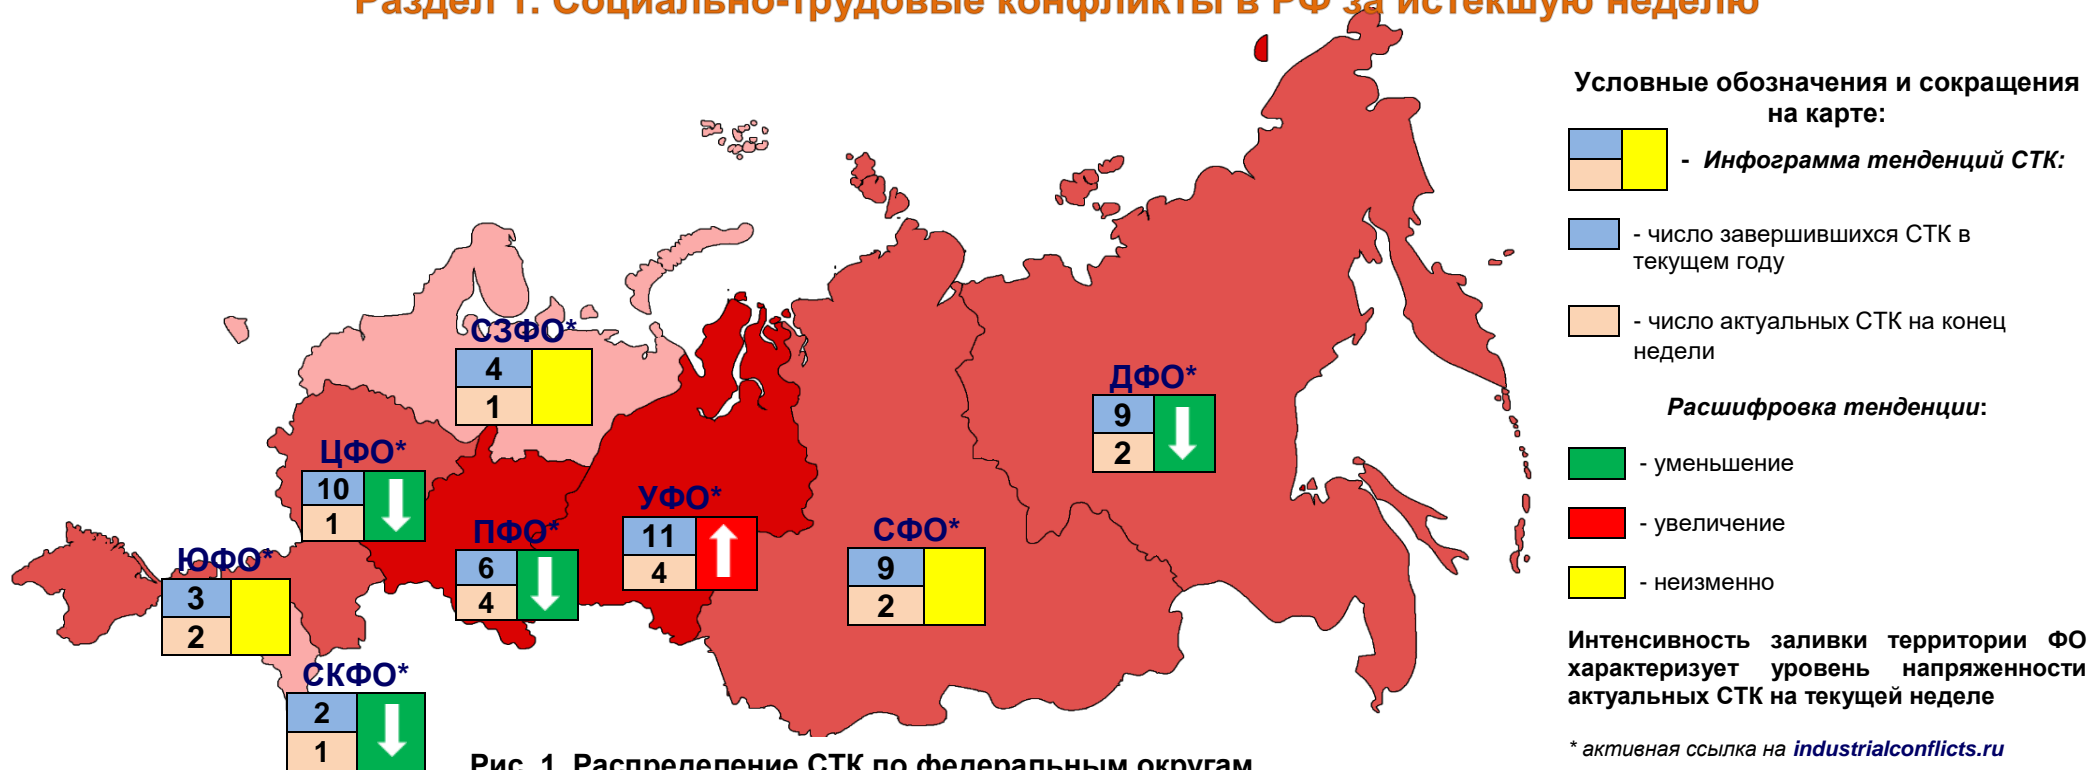 Раздел 1. Социально-трудовые конфликты в РФ за истекшую неделю
Условные обозначения и сокращения
на карте:
- Инфограмма тенденций СТК:
- число завершившихся СТК в
текущем году
- число актуальных СТК на конец
недели
Расшифровка тенденции:
- уменьшение
- увеличение
- неизменно
Интенсивность заливки территории ФО
характеризует уровень напряженности
актуальных СТК на текущей неделе
* активная ссылка на industrialconflicts.ru
СЗФО*
4
1
ДФО*
9
2
ЦФО*
10
1
УФО*
11
4
ПФО*
6
4
СФО*
9
2
ЮФО*
3
2
СКФО*
2
1
Рис. 1. Распределение СТК по федеральным округам